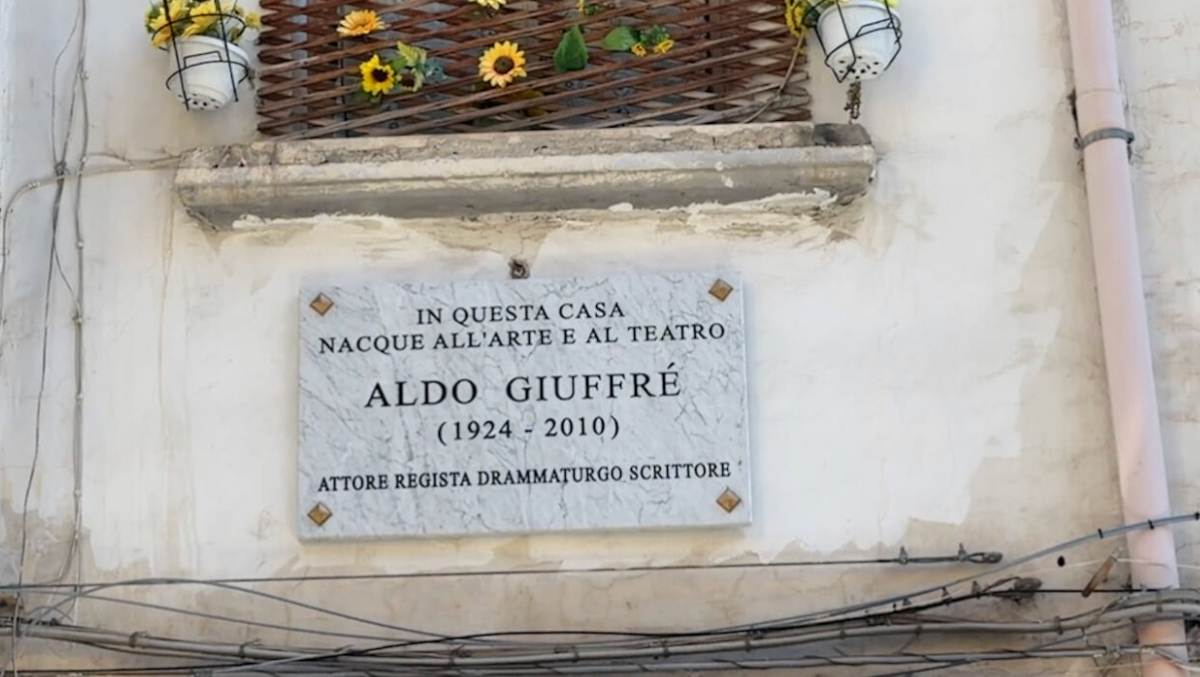 IN QUESTA CASA
NACQUE ALL'ARTE E AL TEATRO
ALDO GIUFFRÉ
(1924 - 2010)
ATTORE REGISTA DRAMMATURGO SCRITTORE